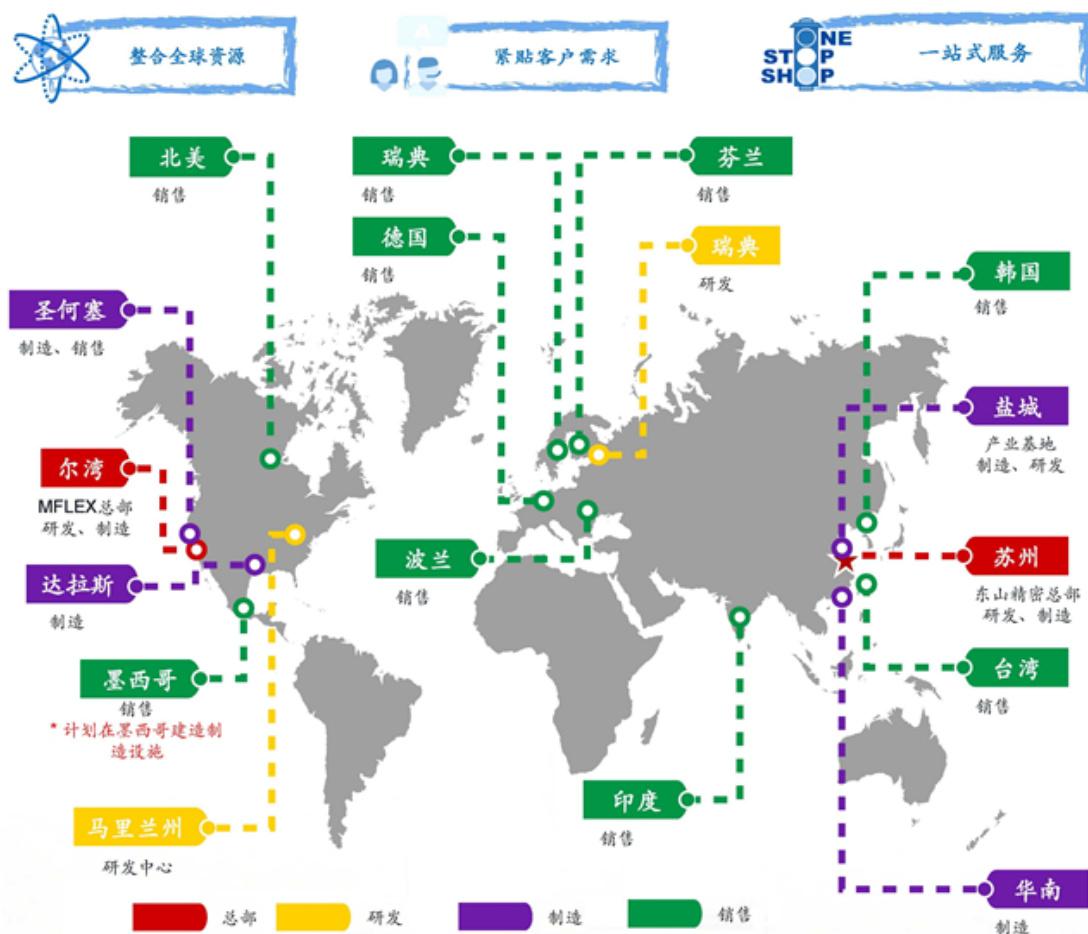 整合全球资源
A
紧贴客户需求
ONE
STOP
SHOP
一站式服务
北美
销售
瑞典
销售
芬兰
销售
德国
销售
瑞典
研发
韩国
销售
圣何塞
制造、销售
盐城
产业基地
制造、研发
尔湾
MFLEX总部
研发、制造
苏州
东山精密总部
研发、制造
达拉斯
制造
波兰
销售
墨西哥
销售
* 计划在墨西哥建造制
造设施
台湾
销售
印度
销售
马里兰州
研发中心
华南
制造
总部
研发
制造
销售